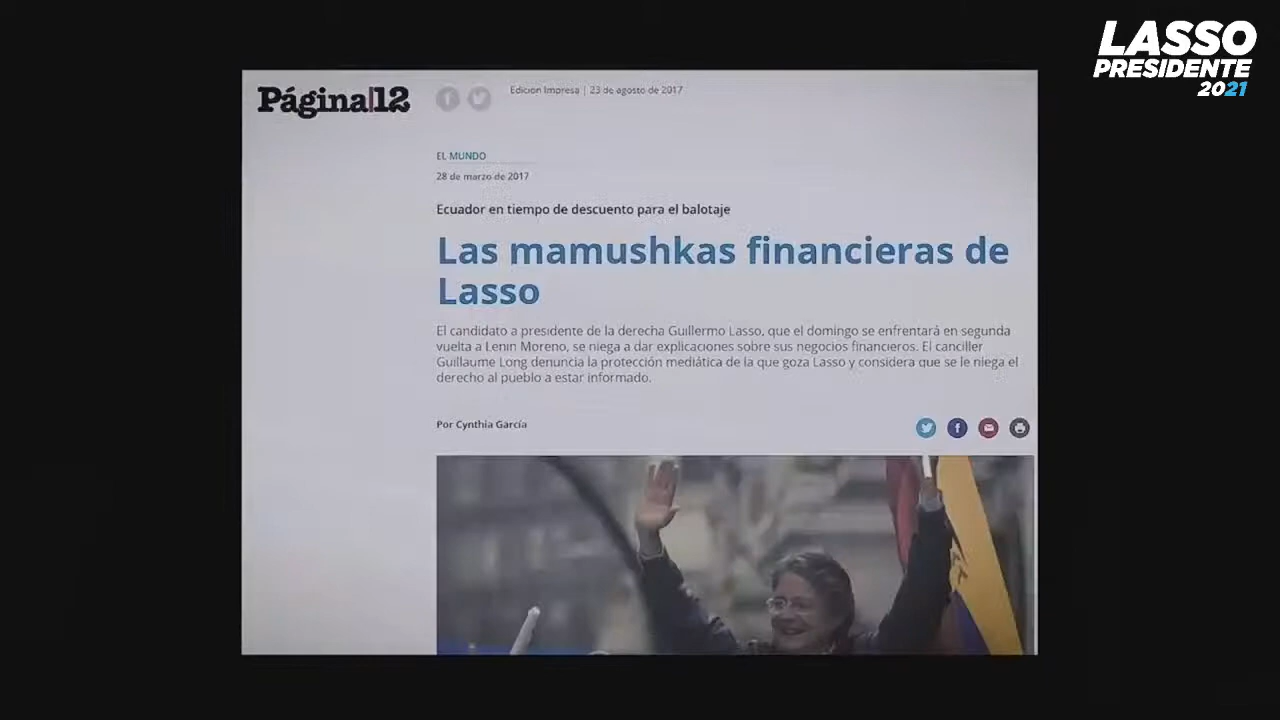 LASSO
PRESIDENTE
2021
Página|12
Edición Impresa | 23 de agosto de 2017
EL MUNDO
28 de marzo de 2017
Ecuador en tiempo de descuento para el balotaje
Las mamushkas financieras de
Lasso
El candidato a presidente de la derecha Guillermo Lasso, que el domingo se enfrentará en segunda
vuelta a Lenin Moreno, se niega a dar explicaciones sobre sus negocios financieros. El canciller
Guillaume Long denuncia la protección mediática de la que goza Lasso y considera que se le niega el
derecho al pueblo a estar informado.
Por Cynthia García